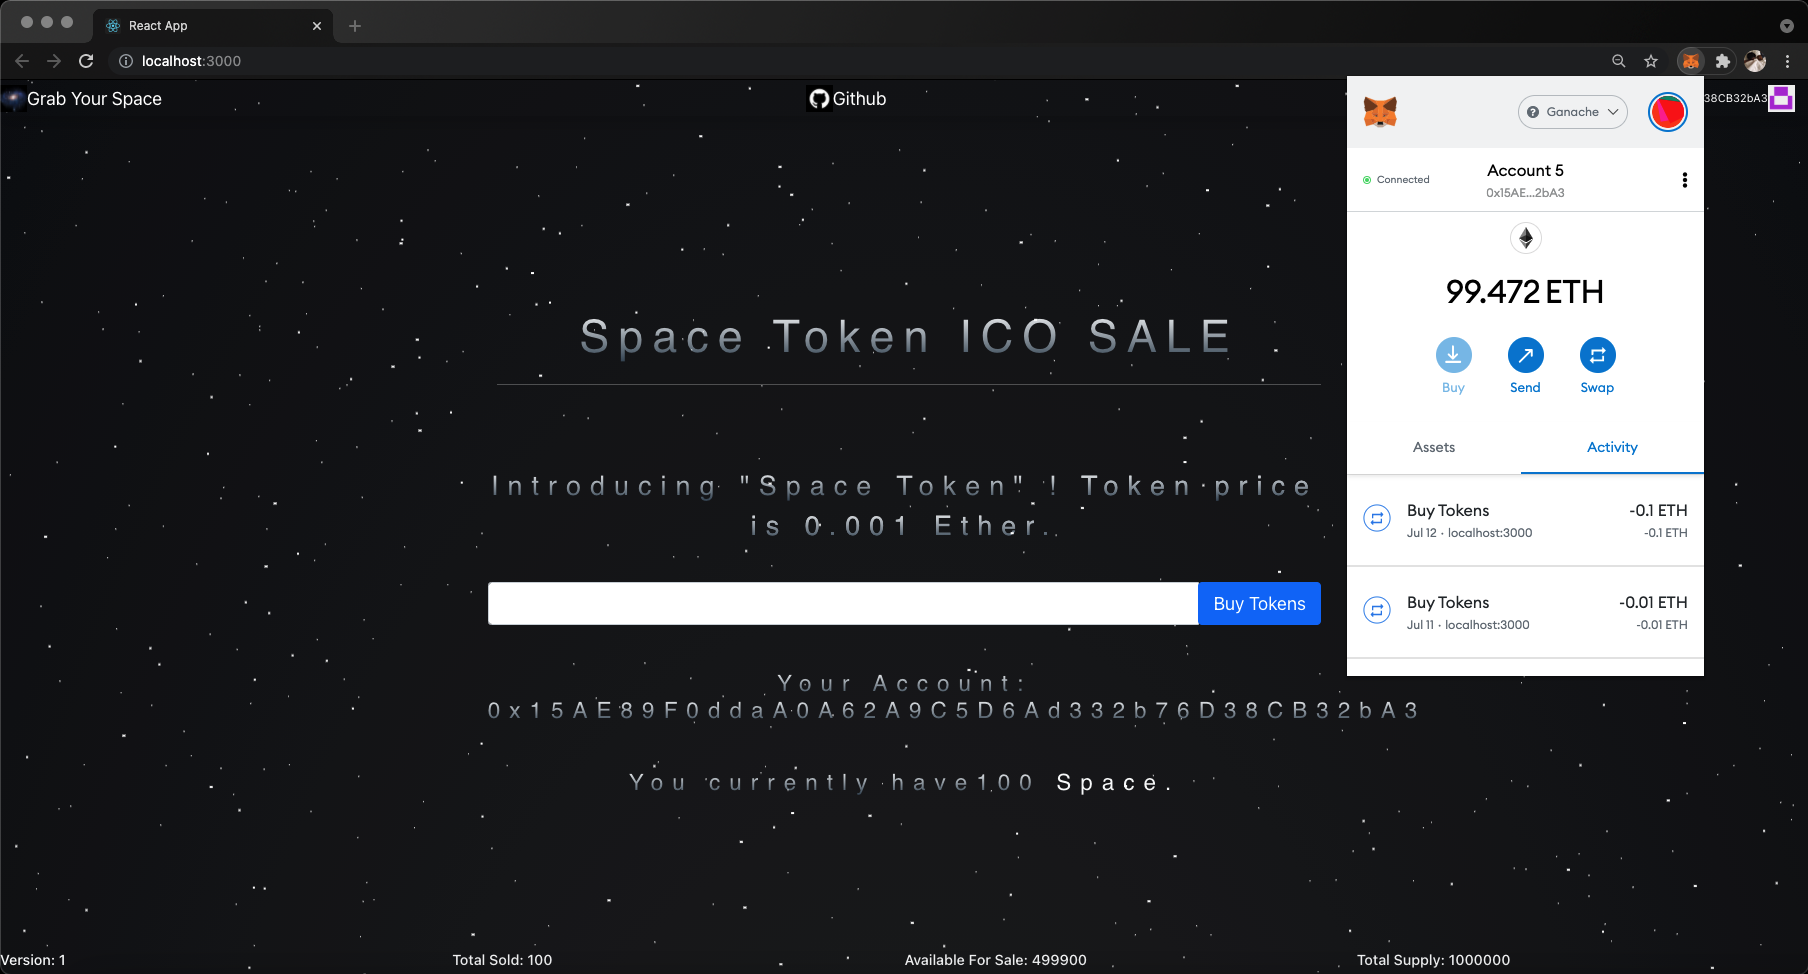 React App
localhost:3000
Grab Your Space
Github
38CB32bA3
Ganache
Connected
Account 5
0x15AE...2bA3
99.472 ETH
Buy
Send
Swap
Assets
Activity
Buy Tokens
-0.1 ETH
Jul 12 · localhost:3000
-0.1 ETH
Buy Tokens
-0.01 ETH
Jul 11 · localhost:3000
-0.01 ETH
Space Token ICO SALE
Introducing "Space Token" ! Token price
is 0.001 Ether.
Buy Tokens
Your Account:
0x15AE89F0ddaA0A62A9C5D6Ad332b76D38CB32bA3
You currently have100 Space.
Version: 1
Total Sold: 100
Available For Sale: 499900
Total Supply: 1000000